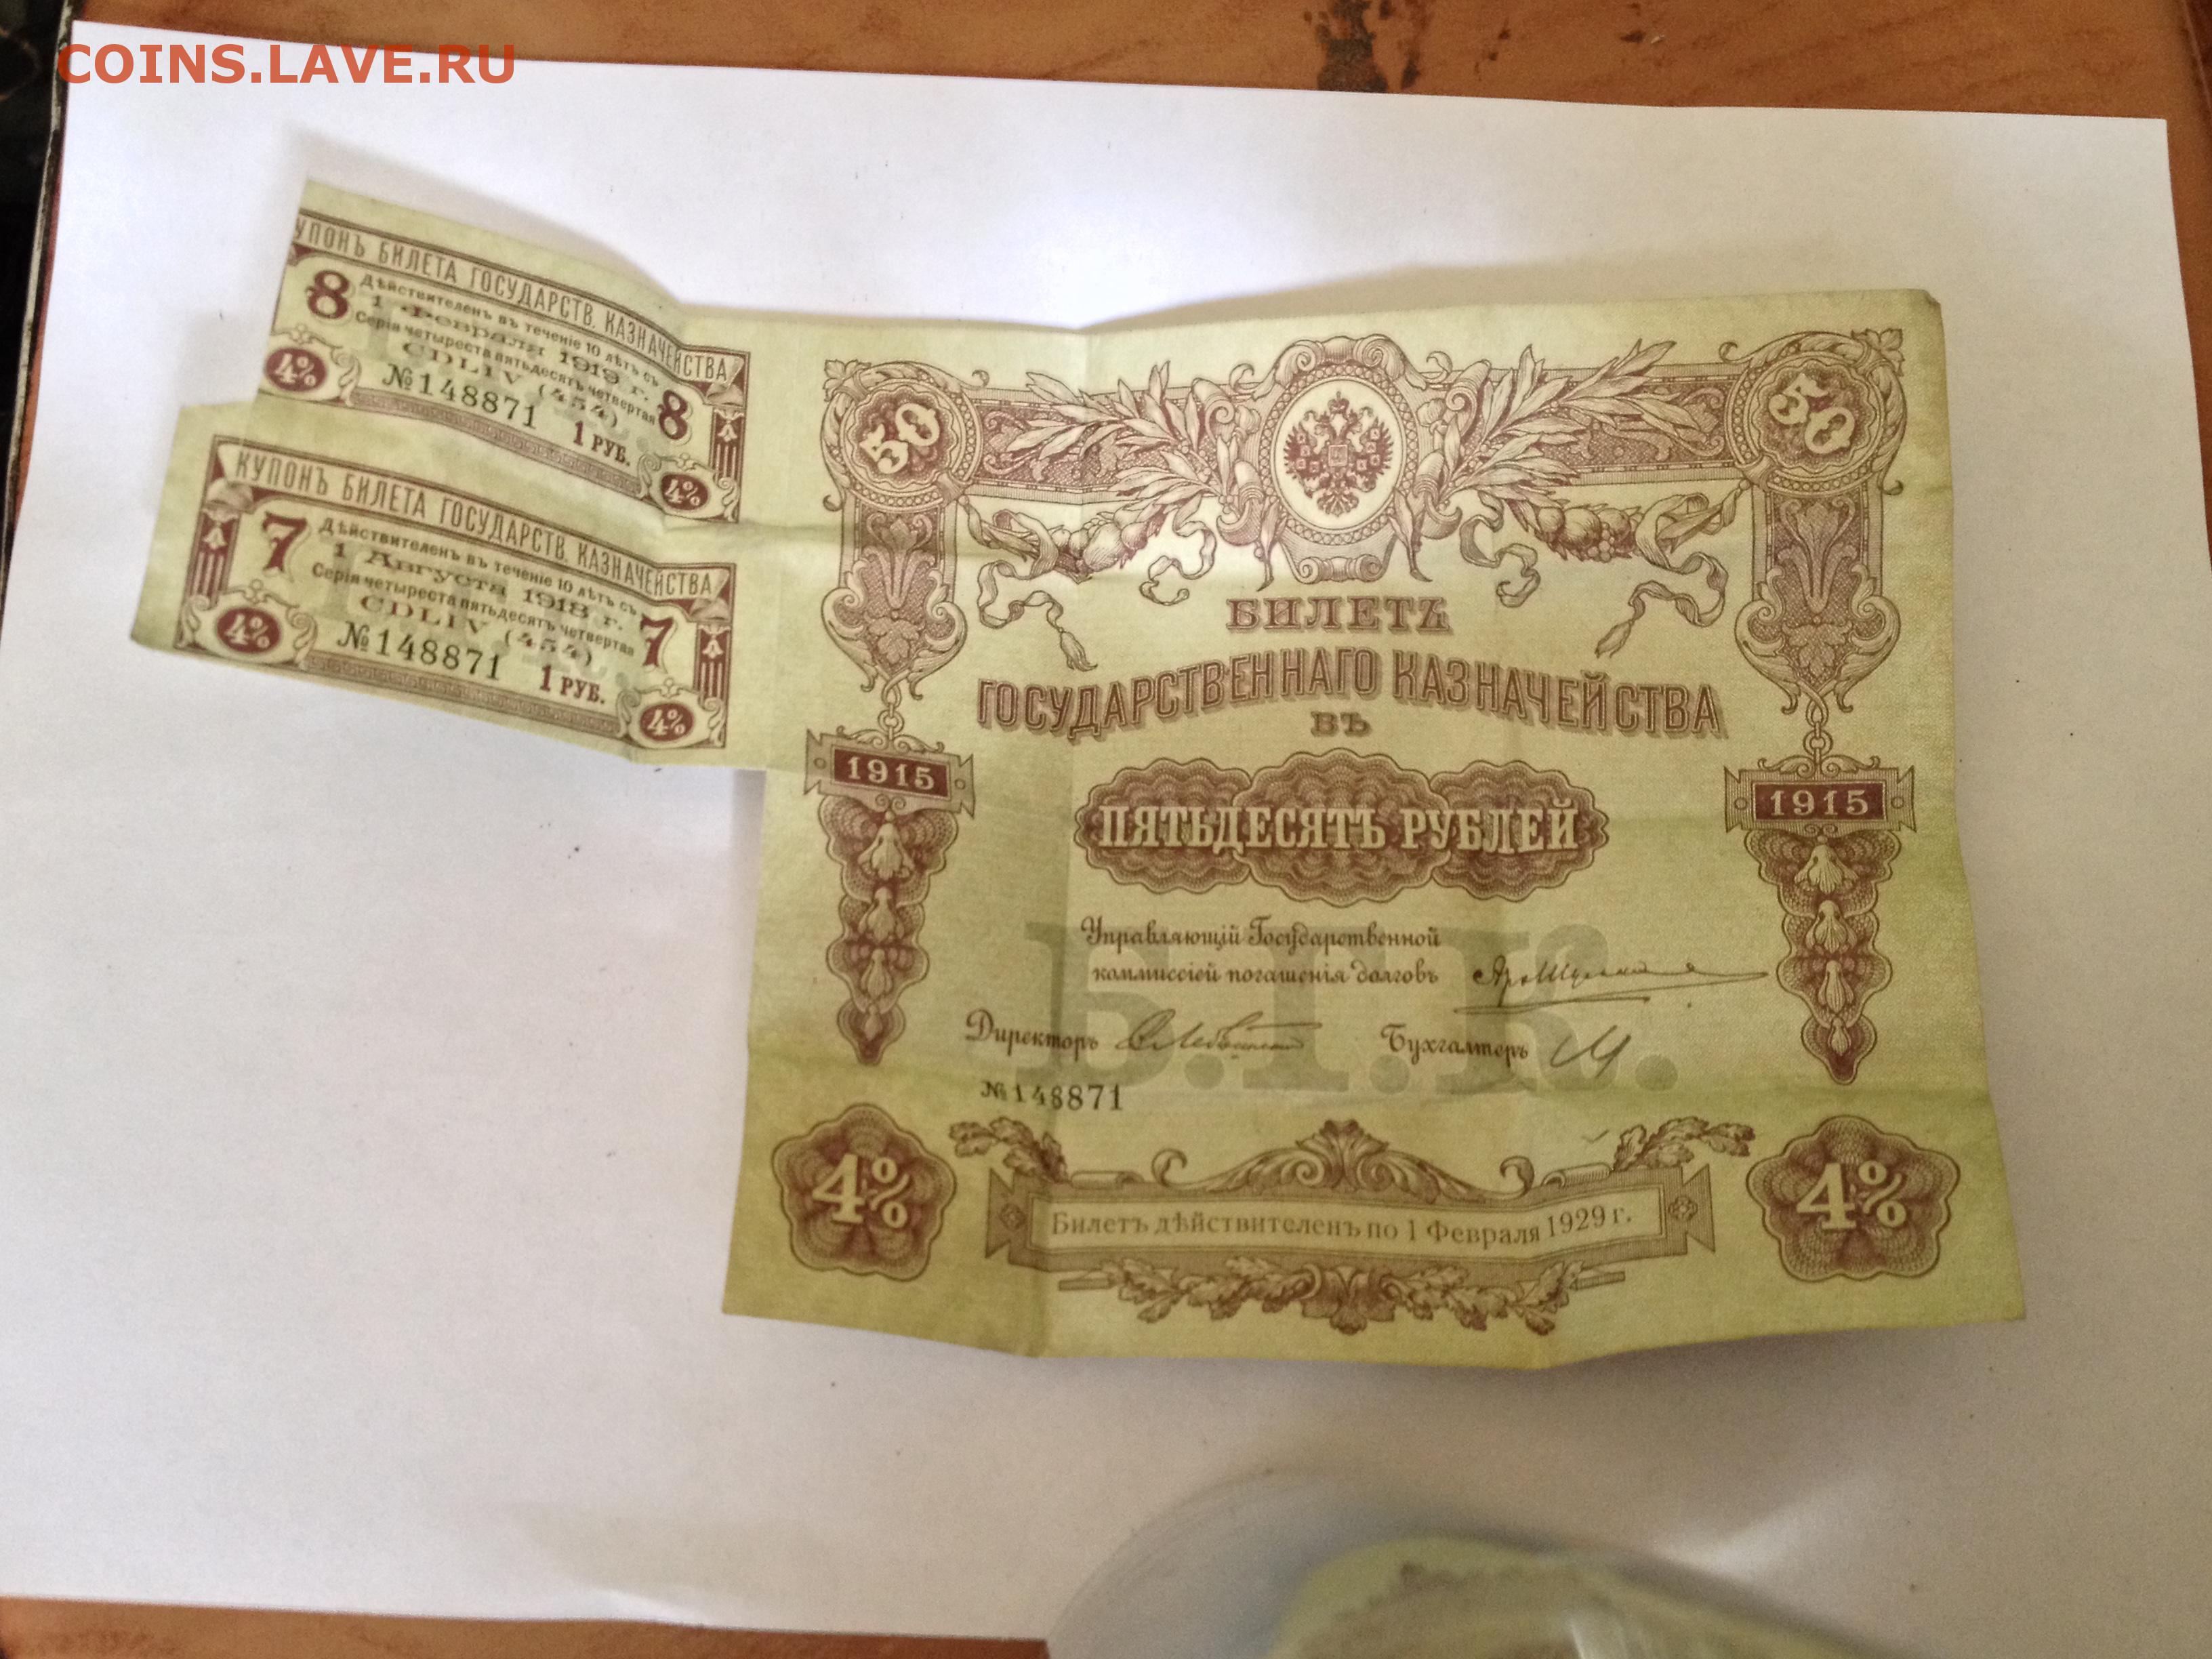 COINS.LAVE.RU
УПОНЪ БИЛЕТА ГОСУДАРСТВ. КАЗНАЧЕЙСТВА
8 Дѣйствителенъ въ теченіе 10 лѣтъ съ
1 Февраля 1919 г.
Серія четыреста пятьдесятъ четвертая 8
CDLIV (454)
4% №148871 1 РУБ. 4%
КУПОНЪ БИЛЕТА ГОСУДАРСТВ. КАЗНАЧЕЙСТВА
7 Дѣйствителенъ въ теченіе 10 лѣтъ съ
1 Августа 1918 г.
Серія четыреста пятьдесятъ четвертая 7
CDLIV (454)
4% №148871 1 РУБ. 4%
50 50
БИЛЕТЪ
ГОСУДАРСТВЕННАГО КАЗНАЧЕЙСТВА
ВЪ
1915 1915
ПЯТЬДЕСЯТЪ РУБЛЕЙ
Управляющій Государственной
коммиссіей погашенія долговъ
Директоръ Бухгалтеръ
Б.Г.К.
№148871
4% 4%
Билетъ дѣйствителенъ по 1 Февраля 1929 г.